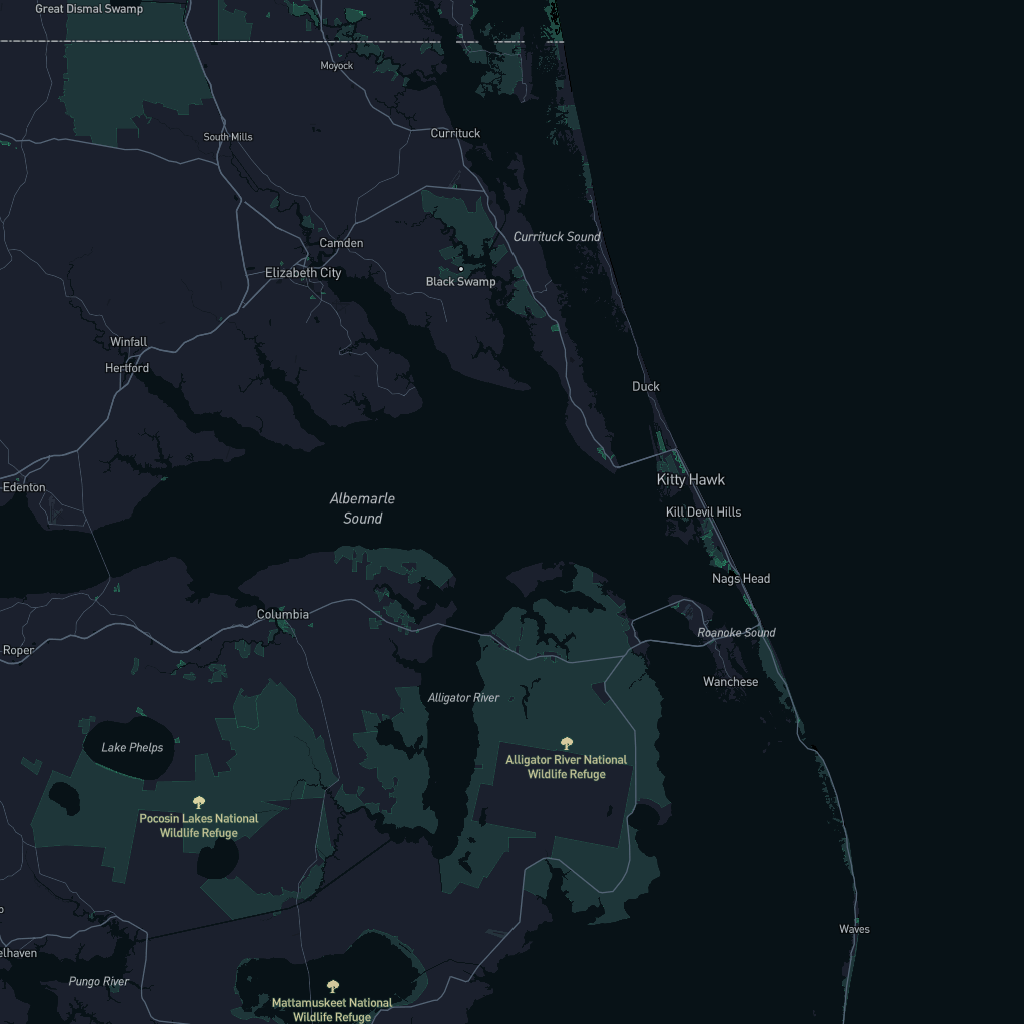 Great Dismal Swamp
Moyock
Currituck
South Mills
Currituck Sound
Camden
Elizabeth City
Black Swamp
Winfall
Hertford
Duck
Kitty Hawk
Edenton
Albemarle
Sound
Kill Devil Hills
Nags Head
Columbia
Roanoke Sound
Roper
Wanchese
Alligator River
Lake Phelps
Alligator River National
Wildlife Refuge
Pocosin Lakes National
Wildlife Refuge
Waves
elhaven
Pungo River
Mattamuskeet National
Wildlife Refuge